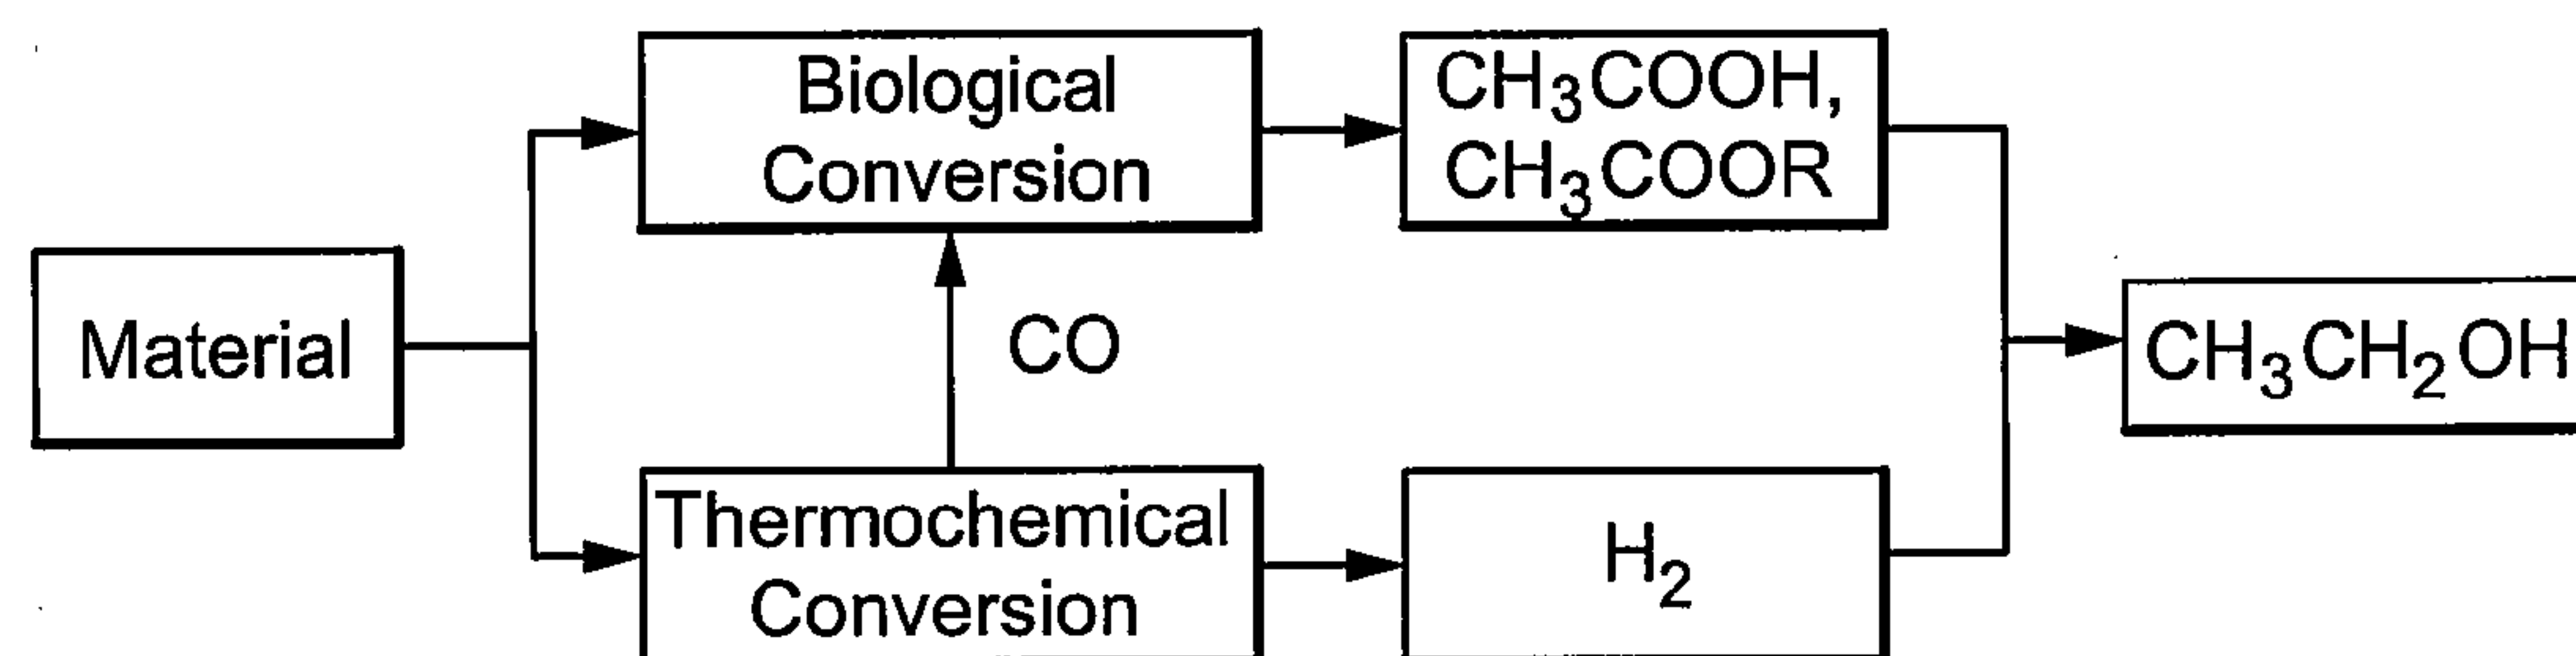 Biological
Conversion
CH₃COOH,
CH₃COOR
Material
CO
CH₃CH₂OH
Thermochemical
Conversion
H₂